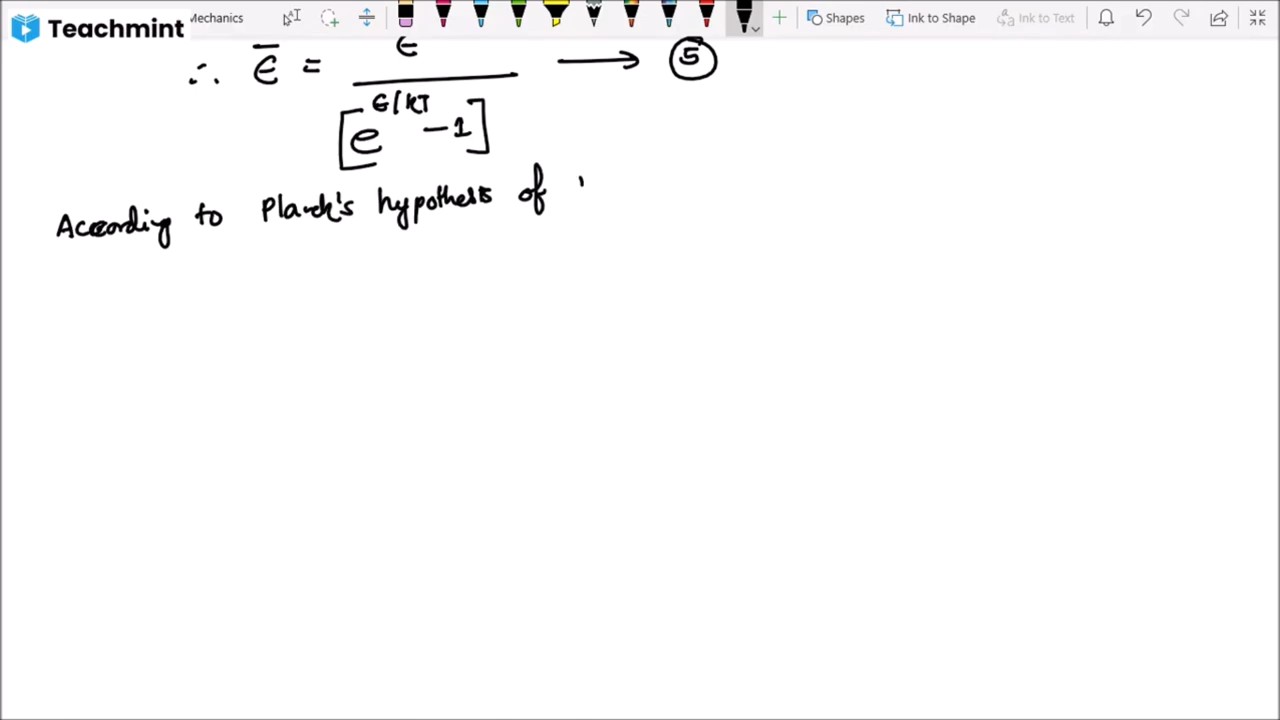 Teachmint
Mechanics
Shapes
Ink to Shape
Ink to Text
∴ ϵ̅ = ϵ / [e^{ϵ/KT} - 1] → ⑤
According to Planck's hypothesis of